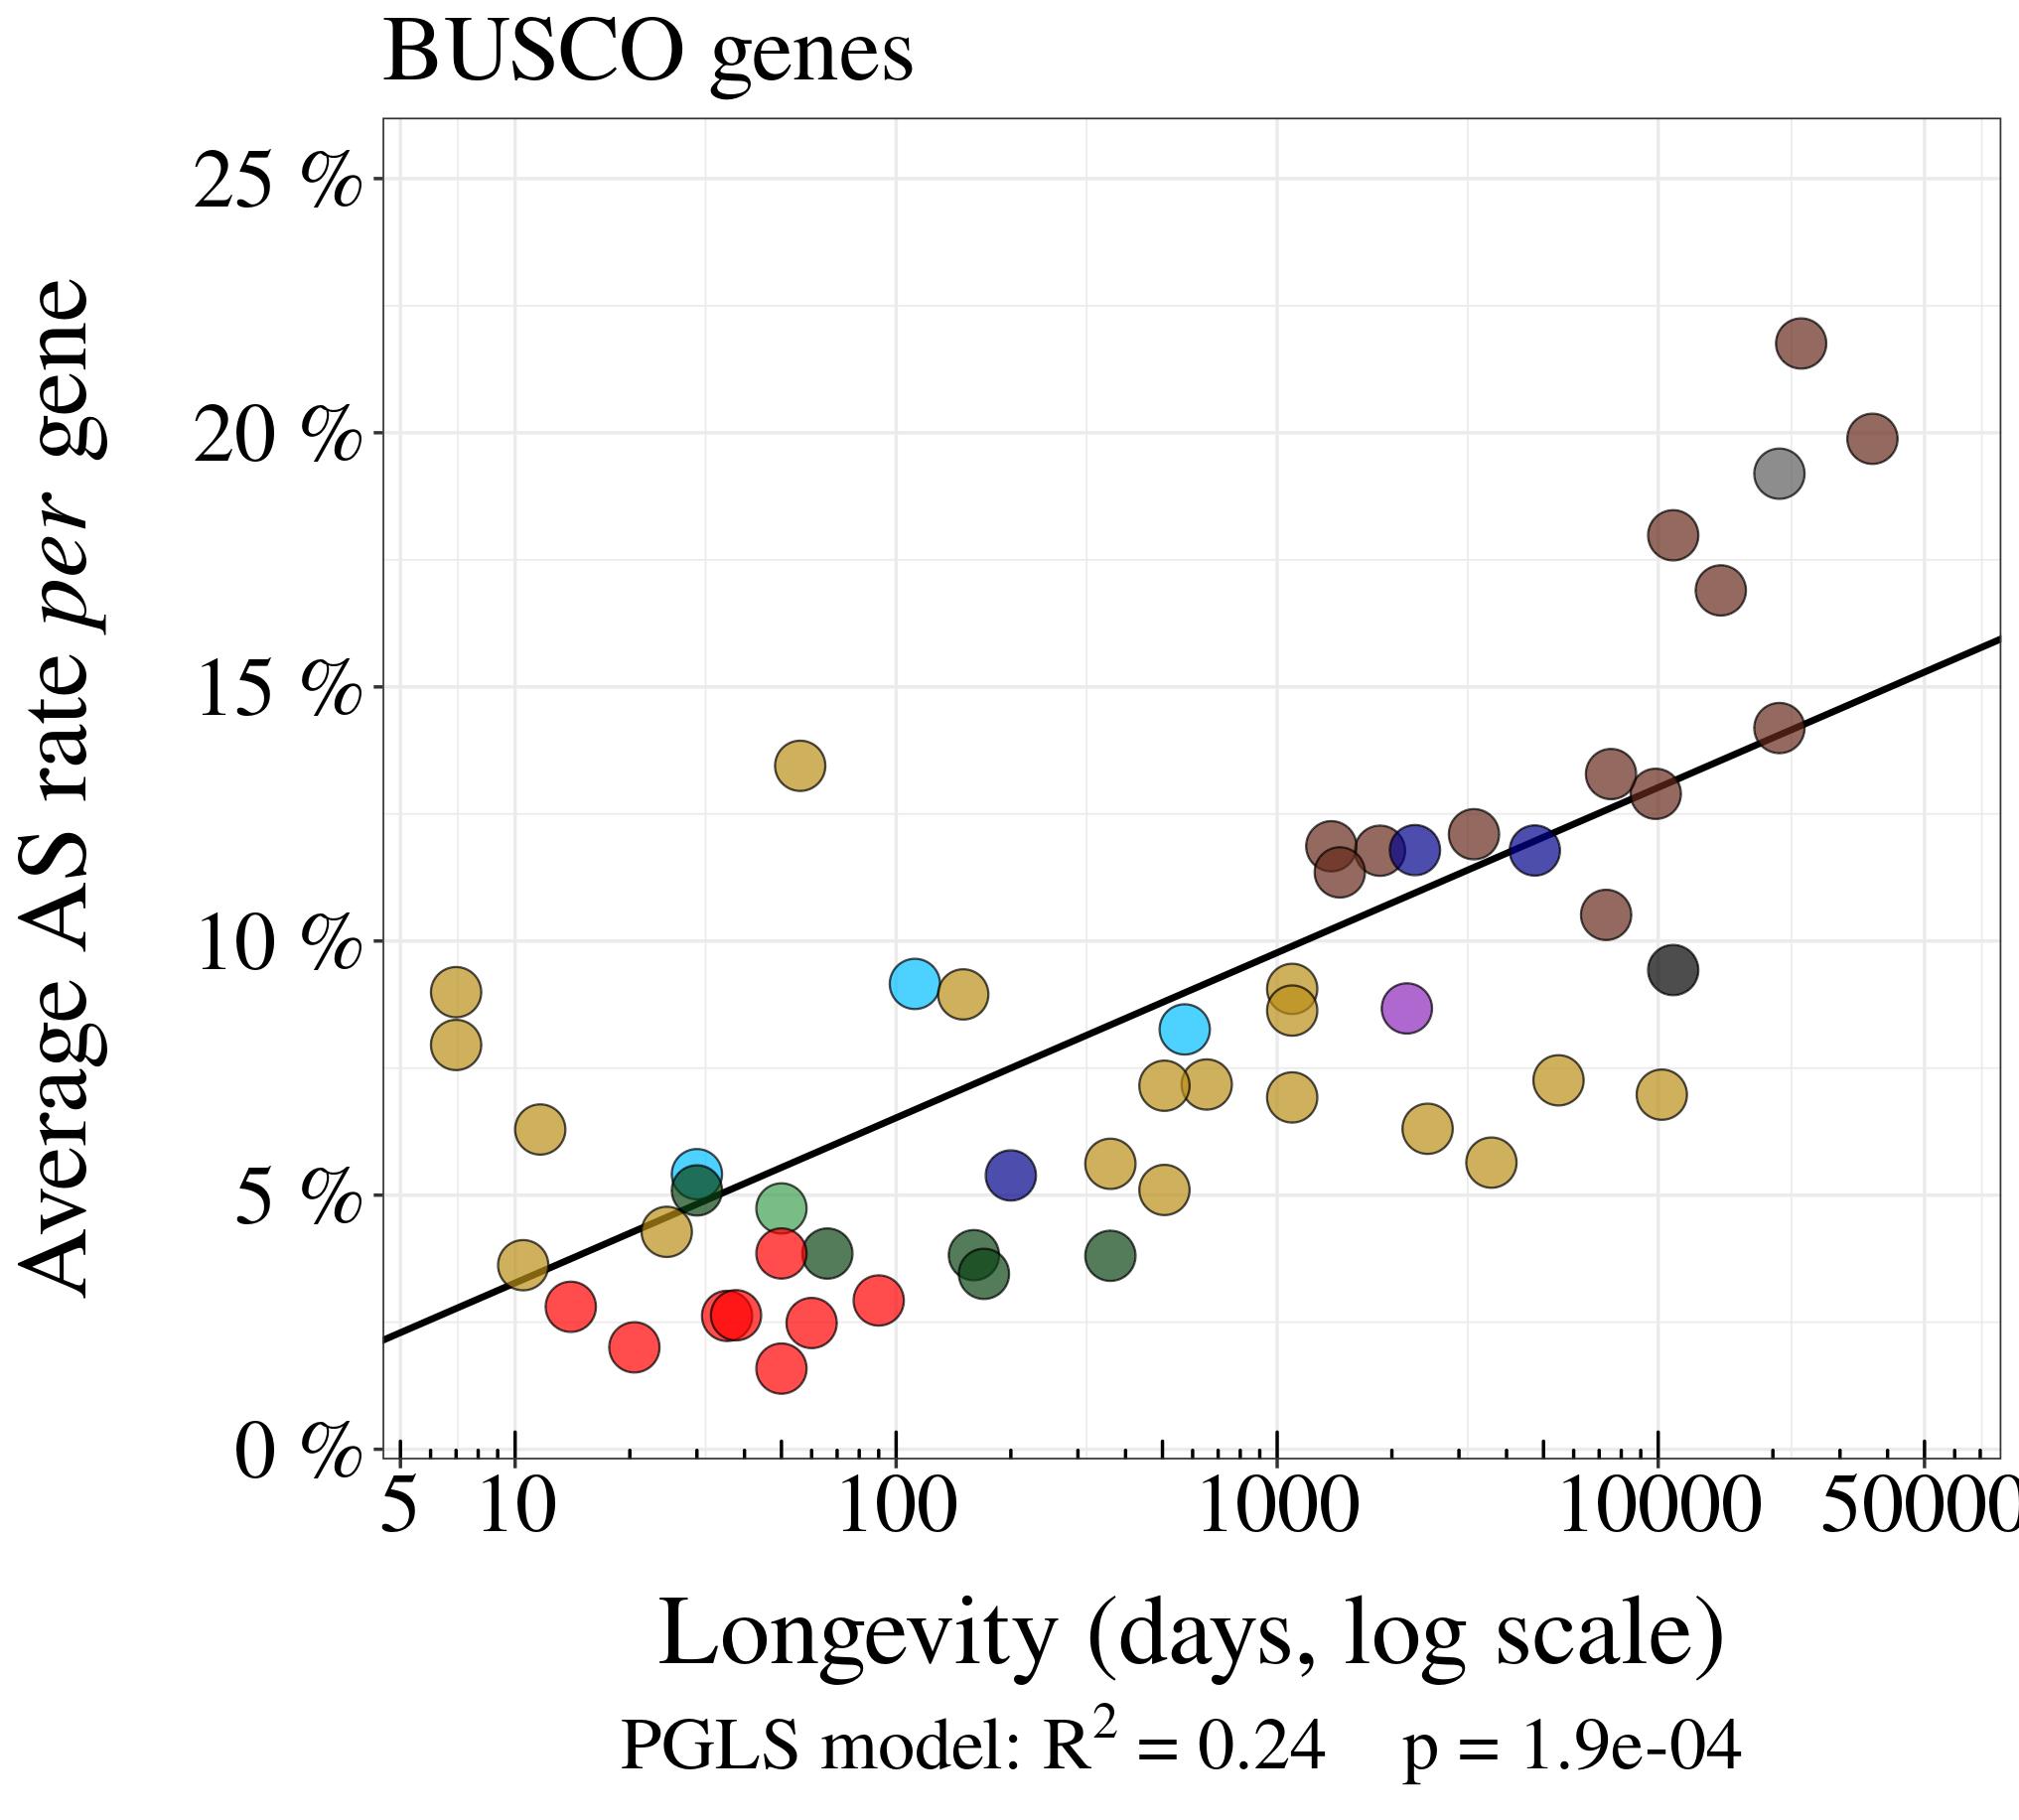 BUSCO genes
Average AS rate per gene
25 %
20 %
15 %
10 %
5 %
0 %
5 10 100 1000 10000 50000
Longevity (days, log scale)
PGLS model: R² = 0.24 p = 1.9e-04